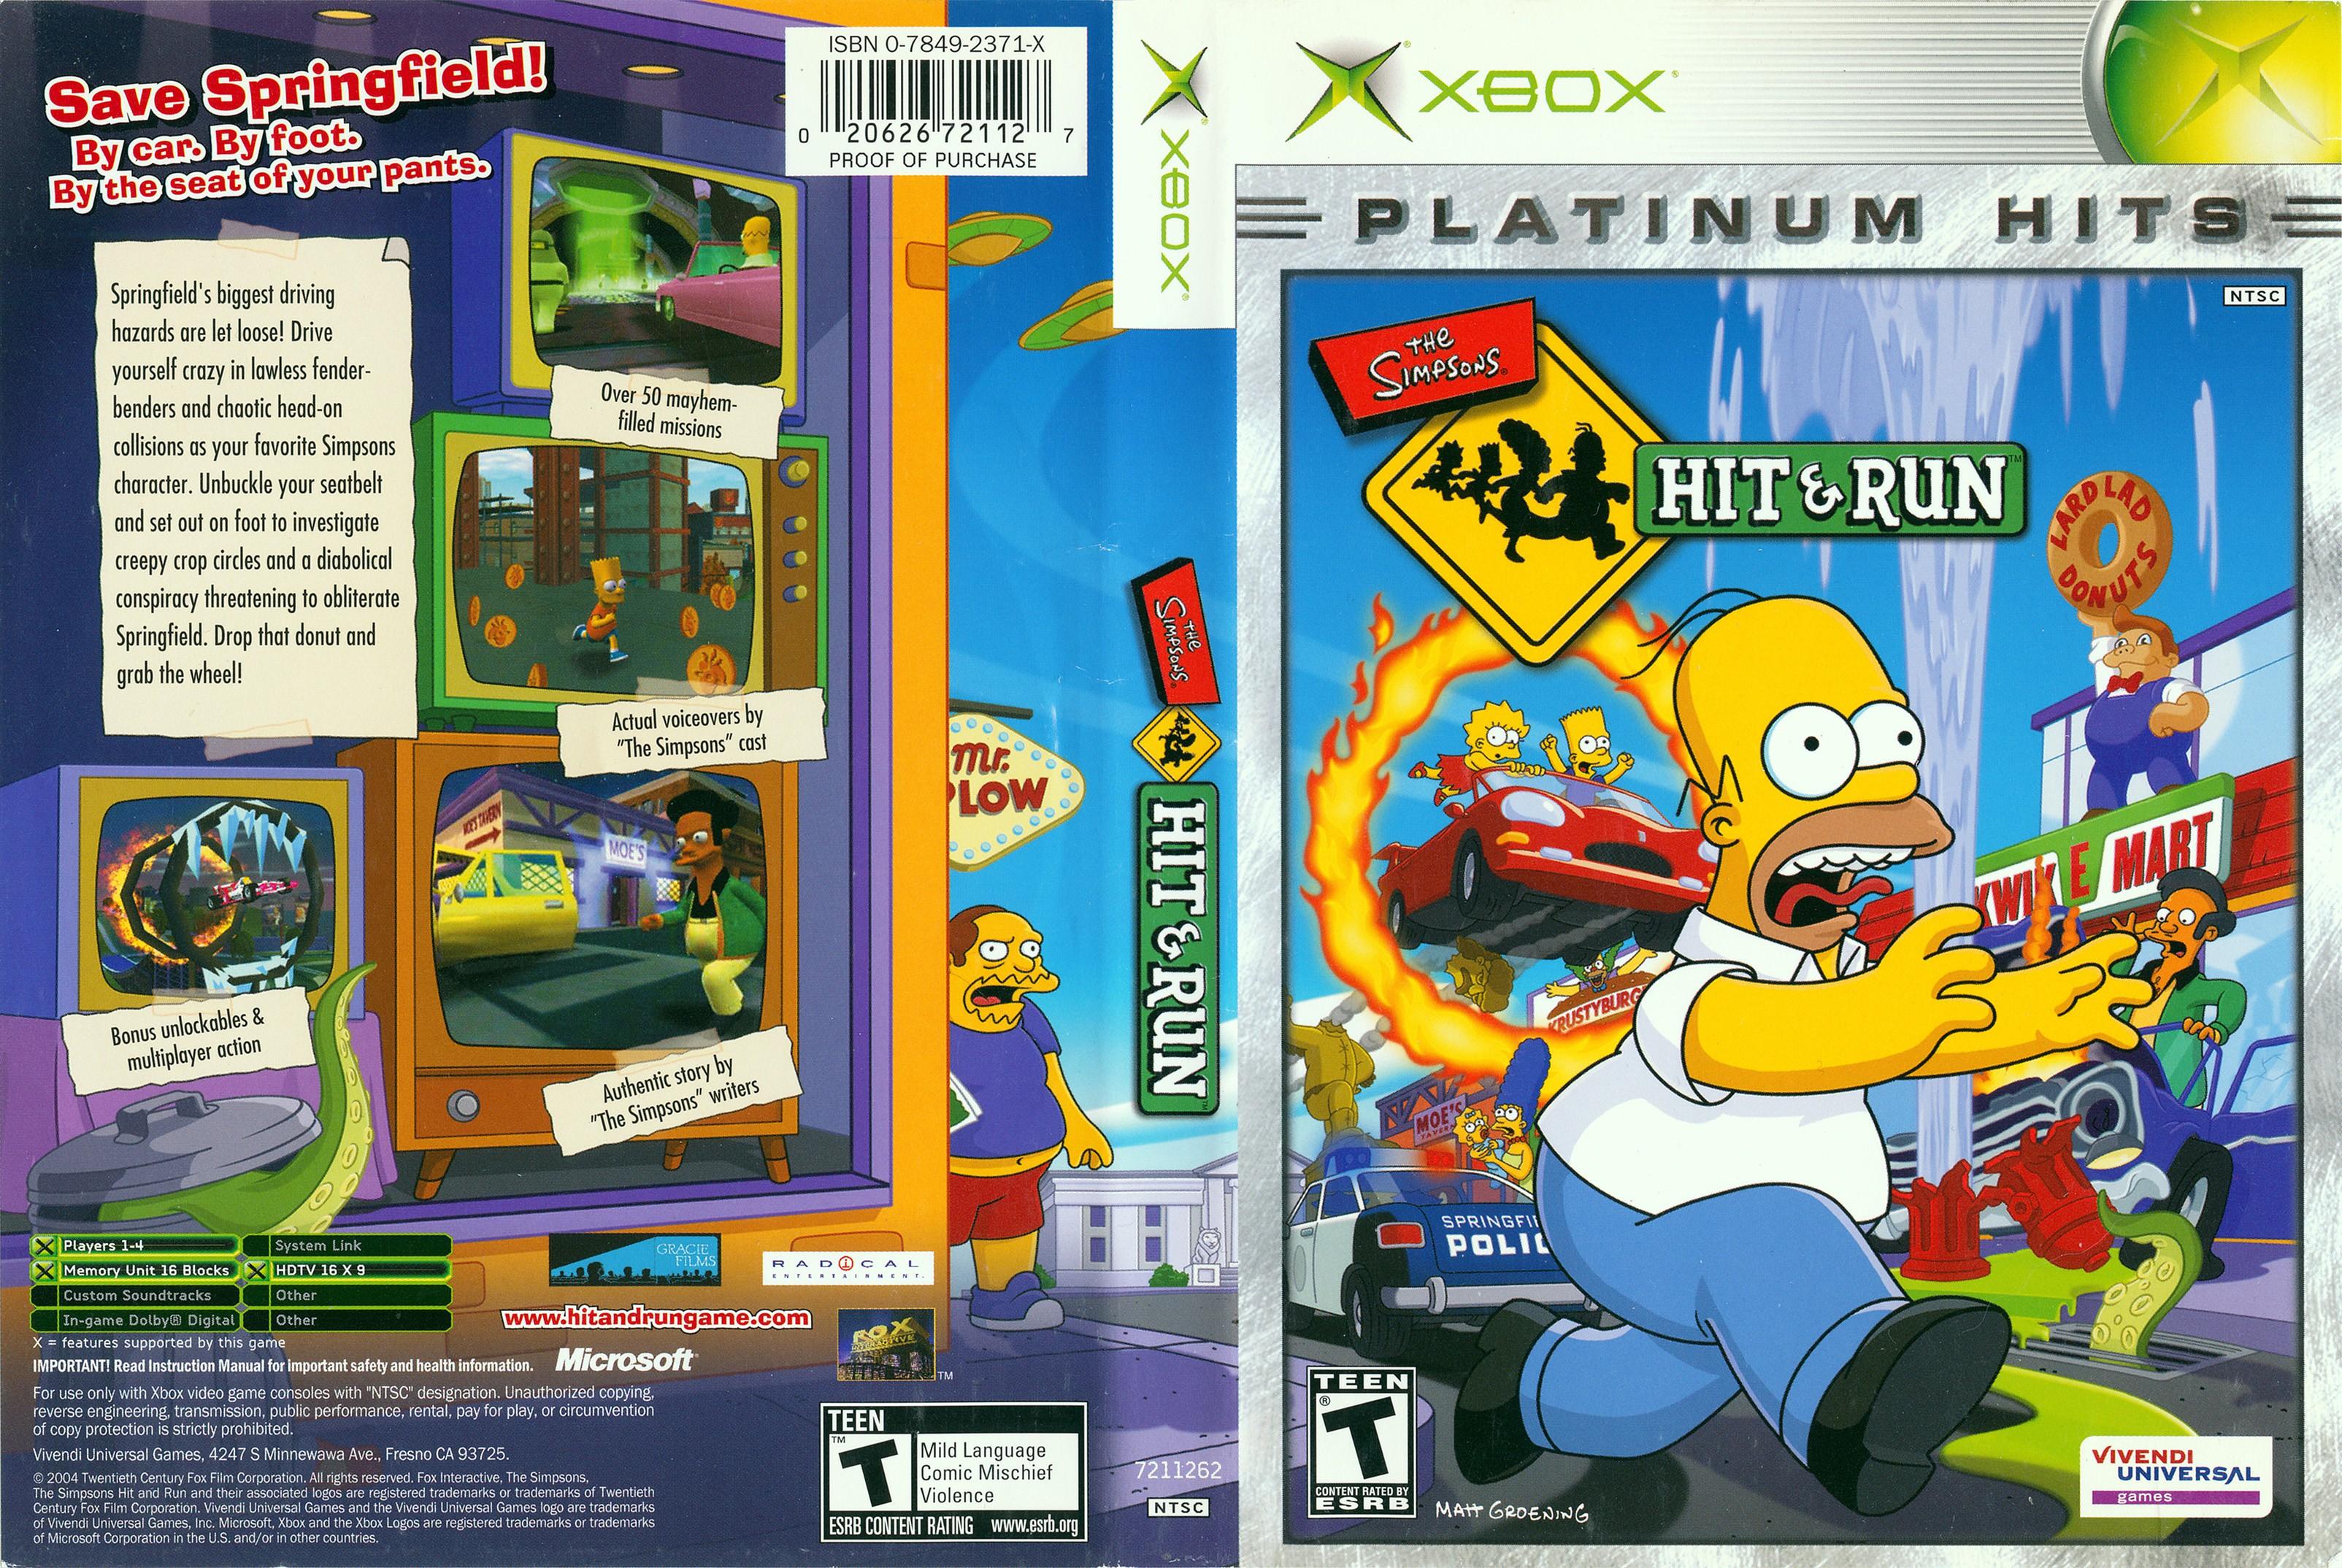 Save Springfield!
By car. By foot.
By the seat of your pants.
Springfield's biggest driving
hazards are let loose! Drive
yourself crazy in lawless fender-
benders and chaotic head-on
collisions as your favorite Simpsons
character. Unbuckle your seatbelt
and set out on foot to investigate
creepy crop circles and a diabolical
conspiracy threatening to obliterate
Springfield. Drop that donut and
grab the wheel!
Over 50 mayhem-
filled missions
Actual voiceovers by
"The Simpsons" cast
MOE'S TAVERN
MOE'S
Authentic story by
"The Simpsons" writers
Bonus unlockables &
multiplayer action
ISBN 0-7849-2371-X
0 20626 72112 7
PROOF OF PURCHASE
X Players 1-4
System Link
X Memory Unit 16 Blocks
X HDTV 16 X 9
Custom Soundtracks
Other
In-game Dolby® Digital
Other
X = features supported by this game
IMPORTANT! Read Instruction Manual for important safety and health information.
GRACIE
FILMS
RADICAL
ENTERTAINMENT
www.hitandrungame.com
Microsoft®
FOX
INTERACTIVE
TM
For use only with Xbox video game consoles with "NTSC" designation. Unauthorized copying,
reverse engineering, transmission, public performance, rental, pay for play, or circumvention
of copy protection is strictly prohibited.
Vivendi Universal Games, 4247 S Minnewawa Ave., Fresno CA 93725.
© 2004 Twentieth Century Fox Film Corporation. All rights reserved. Fox Interactive, The Simpsons,
The Simpsons Hit and Run and their associated logos are registered trademarks or trademarks of Twentieth
Century Fox Film Corporation. Vivendi Universal Games and the Vivendi Universal Games logo are trademarks
of Vivendi Universal Games, Inc. Microsoft, Xbox and the Xbox Logos are registered trademarks or trademarks
of Microsoft Corporation in the U.S. and/or in other countries.
TEEN
T™
Mild Language
Comic Mischief
Violence
ESRB CONTENT RATING www.esrb.org
Mr.
PLOW
XBOX®
THE
SIMPSONS®
HIT & RUN™
7211262
NTSC
XBOX®
PLATINUM HITS
NTSC
THE
SIMPSONS®
HIT & RUN™
LARD LAD
DONUTS
KWIK E MART
KRUSTYBURG
MOE'S
TAVERN
SPRINGFIE
POLIC
TEEN
T®
CONTENT RATED BY
ESRB
MATT GROENING
VIVENDI
UNIVERSAL
games